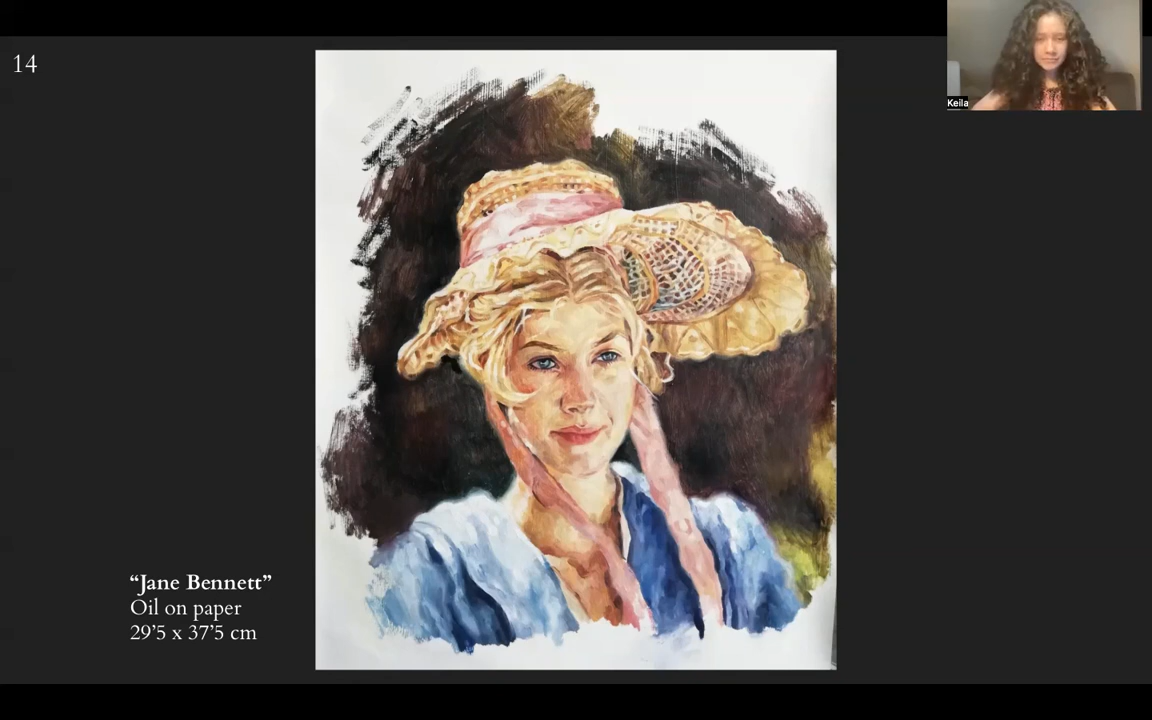 14
Keila
“Jane Bennett”
Oil on paper
29’5 x 37’5 cm